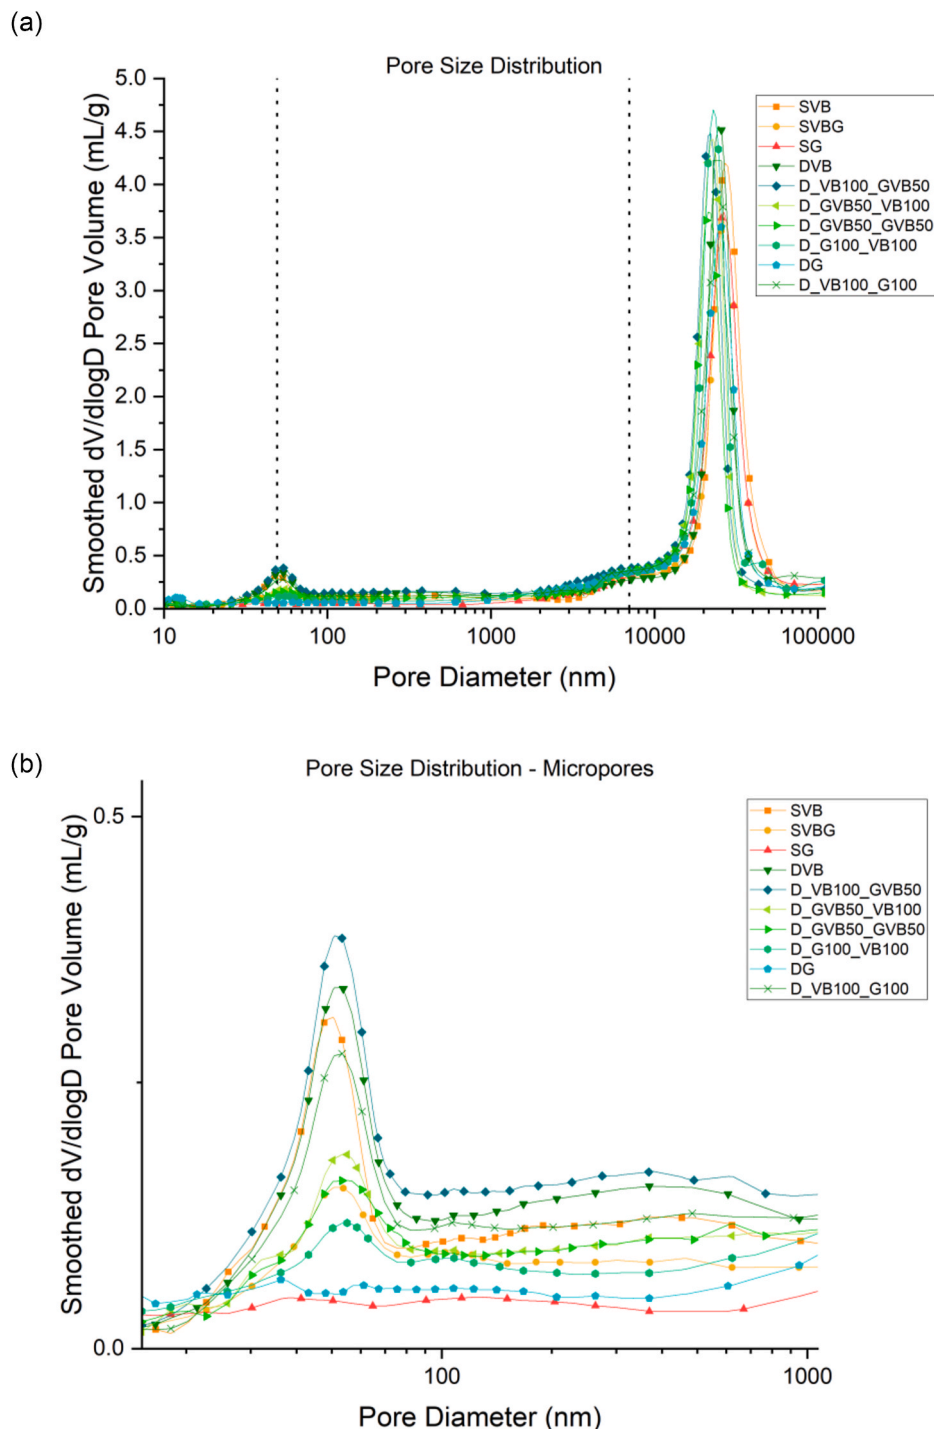 (a)
Pore Size Distribution
Smoothed dV/dlogD Pore Volume (mL/g)
5.0
4.5
4.0
3.5
3.0
2.5
2.0
1.5
1.0
0.5
0.0
SVB
SVBG
SG
DVB
D_VB100_GVB50
D_GVB50_VB100
D_GVB50_GVB50
D_G100_VB100
DG
D_VB100_G100
10 100 1000 10000 100000
Pore Diameter (nm)
(b)
Pore Size Distribution - Micropores
Smoothed dV/dlogD Pore Volume (mL/g)
0.5
0.0
SVB
SVBG
SG
DVB
D_VB100_GVB50
D_GVB50_VB100
D_GVB50_GVB50
D_G100_VB100
DG
D_VB100_G100
100 1000
Pore Diameter (nm)